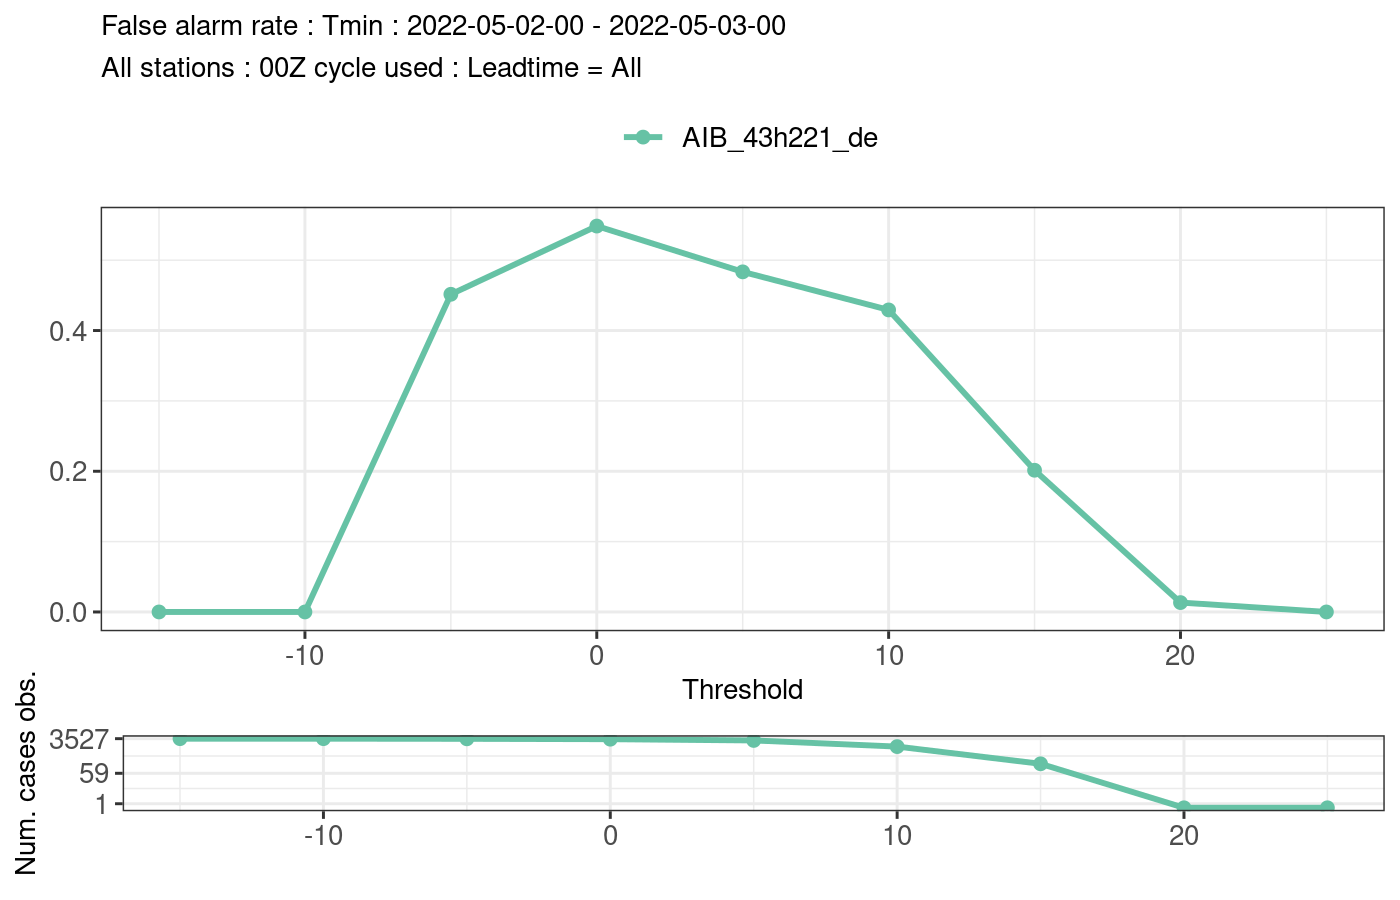 False alarm rate : Tmin : 2022-05-02-00 - 2022-05-03-00
All stations : 00Z cycle used : Leadtime = All
AIB_43h221_de
0.4
0.2
0.0
-10 0 10 20
Threshold
Num. cases obs.
3527
59
1
-10 0 10 20